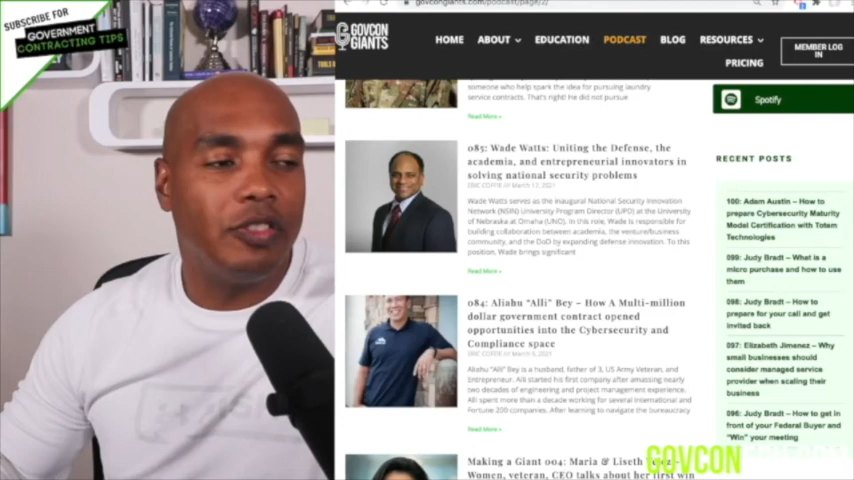 SUBSCRIBE FOR
GOVERNMENT
CONTRACTING TIPS
govcongiants.com/podcast/page/2/
GOVCON
GIANTS
HOME
ABOUT
EDUCATION
PODCAST
BLOG
RESOURCES
PRICING
MEMBER LOG
IN
someone who help spark the idea for pursuing laundry
service contracts. That's right! He did not pursue
Read More »
085: Wade Watts: Uniting the Defense, the
academia, and entrepreneurial innovators in
solving national security problems
ERIC COFFIE /// March 12, 2021
Wade Watts serves as the Inaugural National Security Innovation
Network (NSIN) University Program Director (UPD) at the University
of Nebraska at Omaha (UNO). In this role, Wade is responsible for
building collaboration between academia, the venture/business
community, and the DoD by expanding defense innovation. To this
position, Wade brings significant
Read More »
084: Aliahu "Alli" Bey – How A Multi-million
dollar government contract opened
opportunities into the Cybersecurity and
Compliance space
ERIC COFFIE /// March 5, 2021
Aliahu "Alli" Bey is a husband, father of 3, US Army Veteran, and
Entrepreneur. Alli started his first company after amassing nearly
two decades of engineering and project management experience.
Alli spent more than a decade working for several International and
Fortune 200 companies. After learning to navigate the bureaucracy
Read More »
Making a Giant 004: Maria & Liseth
Women, veteran, CEO talks about her first win
Spotify
RECENT POSTS
100: Adam Austin – How to
prepare Cybersecurity Maturity
Model Certification with Totem
Technologies
099: Judy Bradt – What is a
micro purchase and how to use
them
098: Judy Bradt – How to
prepare for your call and get
invited back
097: Elizabeth Jimenez – Why
small businesses should
consider managed service
provider when scaling their
business
096: Judy Bradt – How to get in
front of your Federal Buyer and
"Win" your meeting
GOVCON